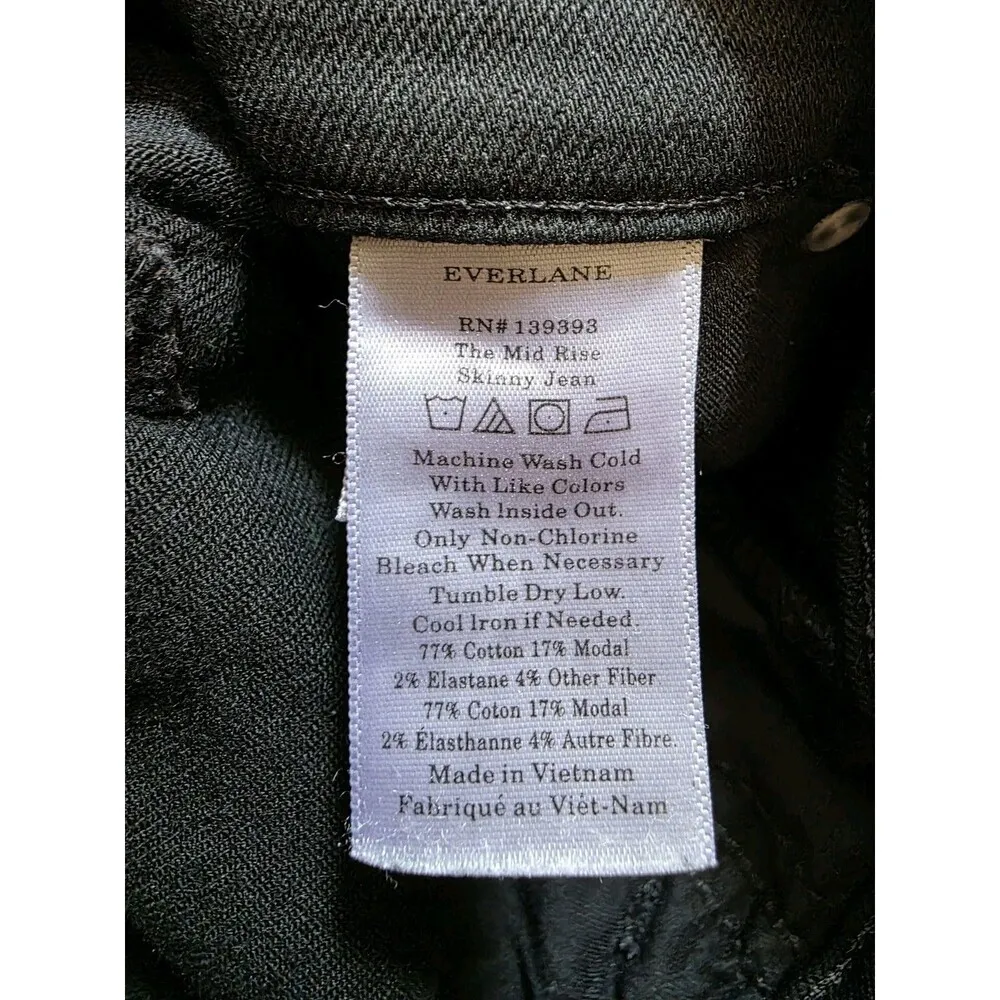 EVERLANE
RN# 139393
The Mid Rise
Skinny Jean
Machine Wash Cold
With Like Colors
Wash Inside Out.
Only Non-Chlorine
Bleach When Necessary
Tumble Dry Low.
Cool Iron if Needed.
77% Cotton 17% Modal
2% Elastane 4% Other Fiber
77% Coton 17% Modal
2% Elasthanne 4% Autre Fibre.
Made in Vietnam
Fabriqué au Viêt-Nam